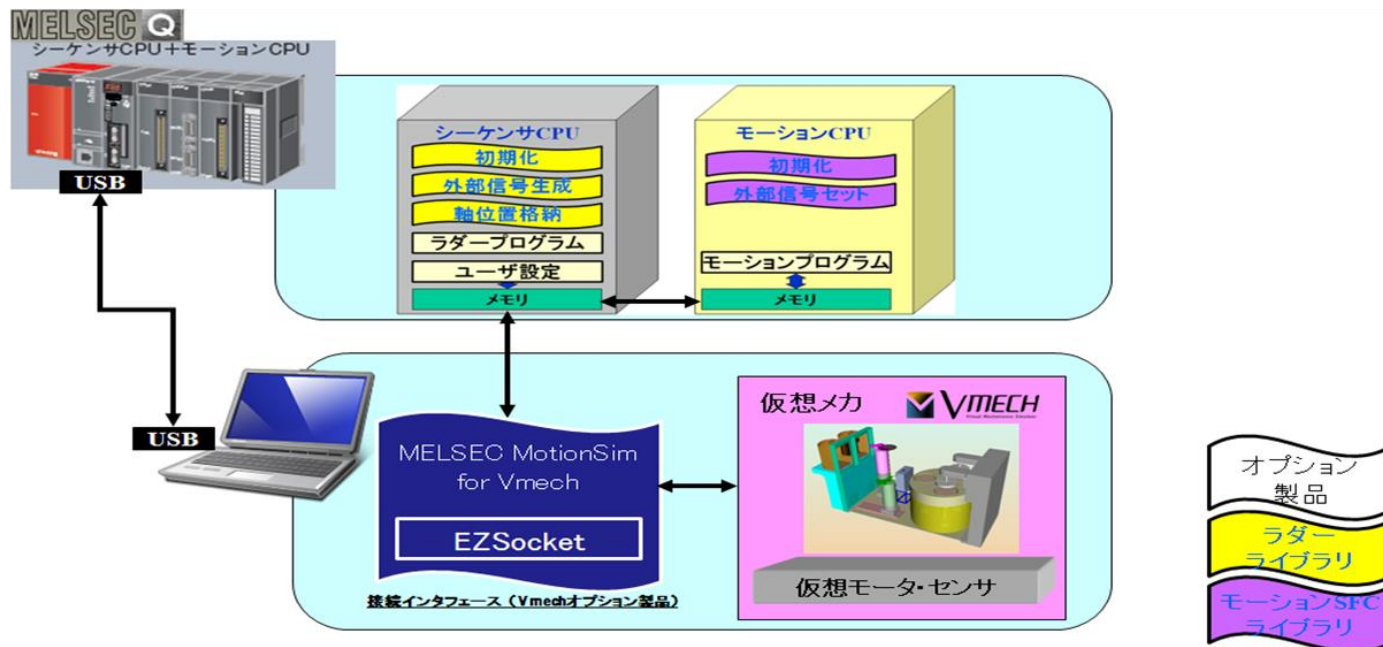 MELSEC Q
シーケンサCPU+モーションCPU
USB
シーケンサCPU
初期化
外部信号生成
軸位置格納
ラダープログラム
ユーザ設定
メモリ
モーションCPU
初期化
外部信号セット
モーションプログラム
メモリ
USB
MELSEC MotionSim
for Vmech
EZSocket
接続インタフェース（Vmechオプション製品）
仮想メカ
VMECH
仮想モータ・センサ
オプション
製品
ラダー
ライブラリ
モーションSFC
ライブラリ